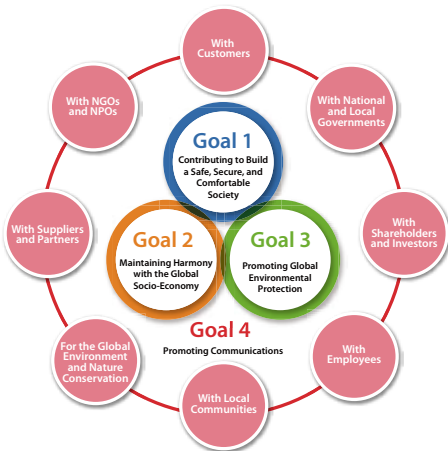 With
Customers
With NGOs
and NPOs
With National
and Local
Governments
Goal 1
Contributing to Build
a Safe, Secure, and
Comfortable
Society
With Suppliers
and Partners
Goal 2
Maintaining Harmony
with the Global
Socio-Economy
Goal 3
Promoting Global
Environmental
Protection
With
Shareholders
and Investors
Goal 4
Promoting Communications
For the Global
Environment
and Nature
Conservation
With
Employees
With Local
Communities